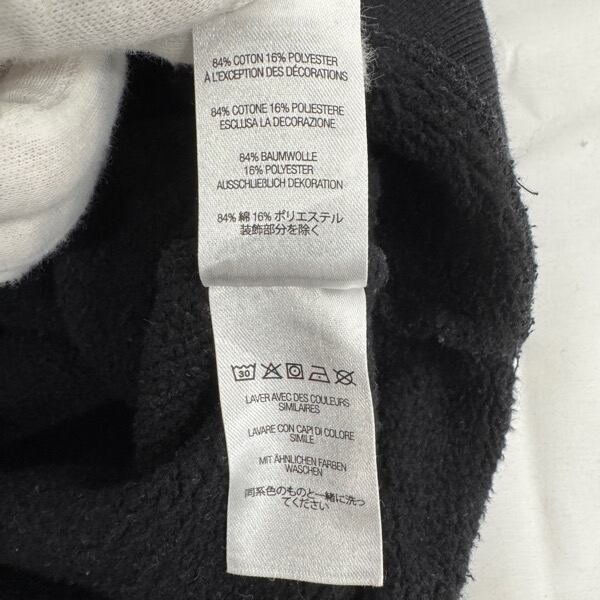 84% COTON 16% POLYESTER
À L'EXCEPTION DES DÉCORATIONS
84% COTONE 16% POLIESTERE
ESCLUSA LA DECORAZIONE
84% BAUMWOLLE
16% POLYESTER
AUSSCHLIEßLICH DEKORATION
84% 綿 16% ポリエステル
装飾部分を除く
30
LAVER AVEC DES COULEURS
SIMILAIRES
LAVARE CON CAPI DI COLORE
SIMILE
MIT ÄHNLICHEN FARBEN
WASCHEN
同系色のものと一緒に洗っ
てください